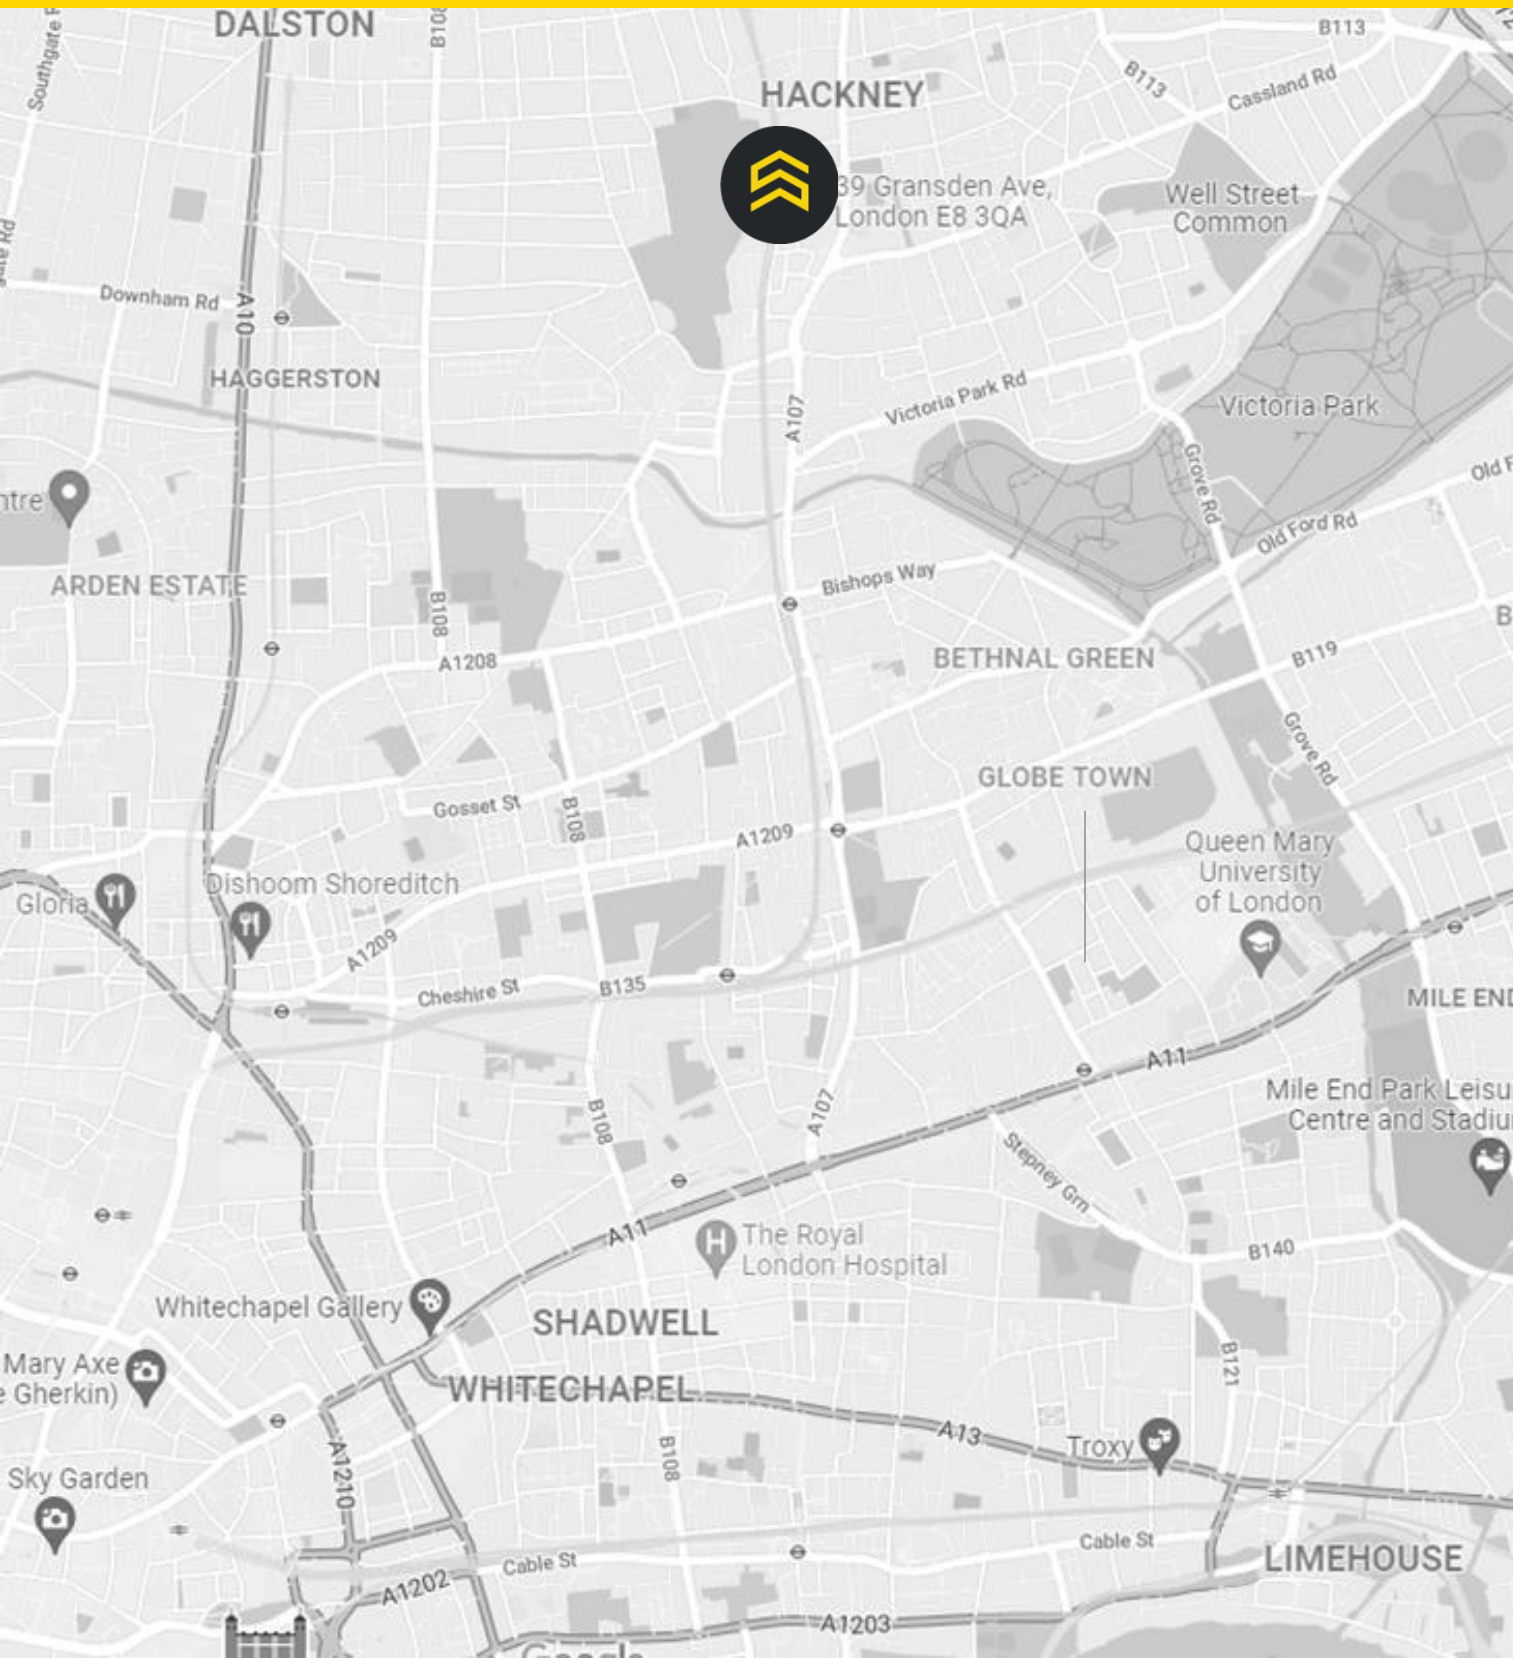 DALSTON
B108
Southgate
B113
HACKNEY
B113
Cassland Rd
39 Gransden Ave,
London E8 3QA
Well Street
Common
Downham Rd
A10
HAGGERSTON
A107
Victoria Park Rd
Victoria Park
Grove Rd
Old Ford Rd
ARDEN ESTATE
B108
Bishops Way
A1208
BETHNAL GREEN
B119
Grove Rd
GLOBE TOWN
Gosset St
B108
A1209
Queen Mary
University
of London
Gloria
Dishoom Shoreditch
A1209
Cheshire St
B135
MILE END
A11
Mile End Park Leisu
Centre and Stadiu
B108
A107
Stepney Grn
A11
The Royal
London Hospital
B140
Whitechapel Gallery
SHADWELL
Mary Axe
e Gherkin)
WHITECHAPEL
B121
A13
Troxy
A1210
B108
Sky Garden
Cable St
Cable St
LIMEHOUSE
A1202
A1203
Google